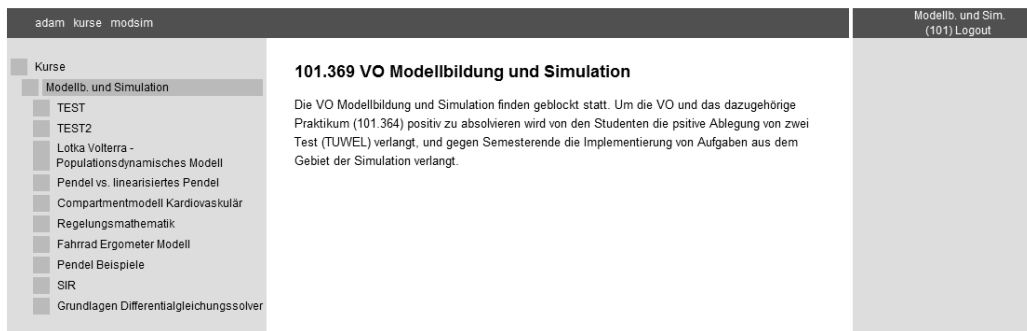 adam kurse modsim
Modellb. und Sim.
(101) Logout
Kurse
Modellb. und Simulation
TEST
TEST2
Lotka Volterra -
Populationsdynamisches Modell
Pendel vs. linearisiertes Pendel
Compartmentmodell Kardiovaskulär
Regelungsmathematik
Fahrrad Ergometer Modell
Pendel Beispiele
SIR
Grundlagen Differentialgleichungssolver
101.369 VO Modellbildung und Simulation
Die VO Modellbildung und Simulation finden geblockt statt. Um die VO und das dazugehörige
Praktikum (101.364) positiv zu absolvieren wird von den Studenten die psitive Ablegung von zwei
Test (TUWEL) verlangt, und gegen Semesterende die Implementierung von Aufgaben aus dem
Gebiet der Simulation verlangt.